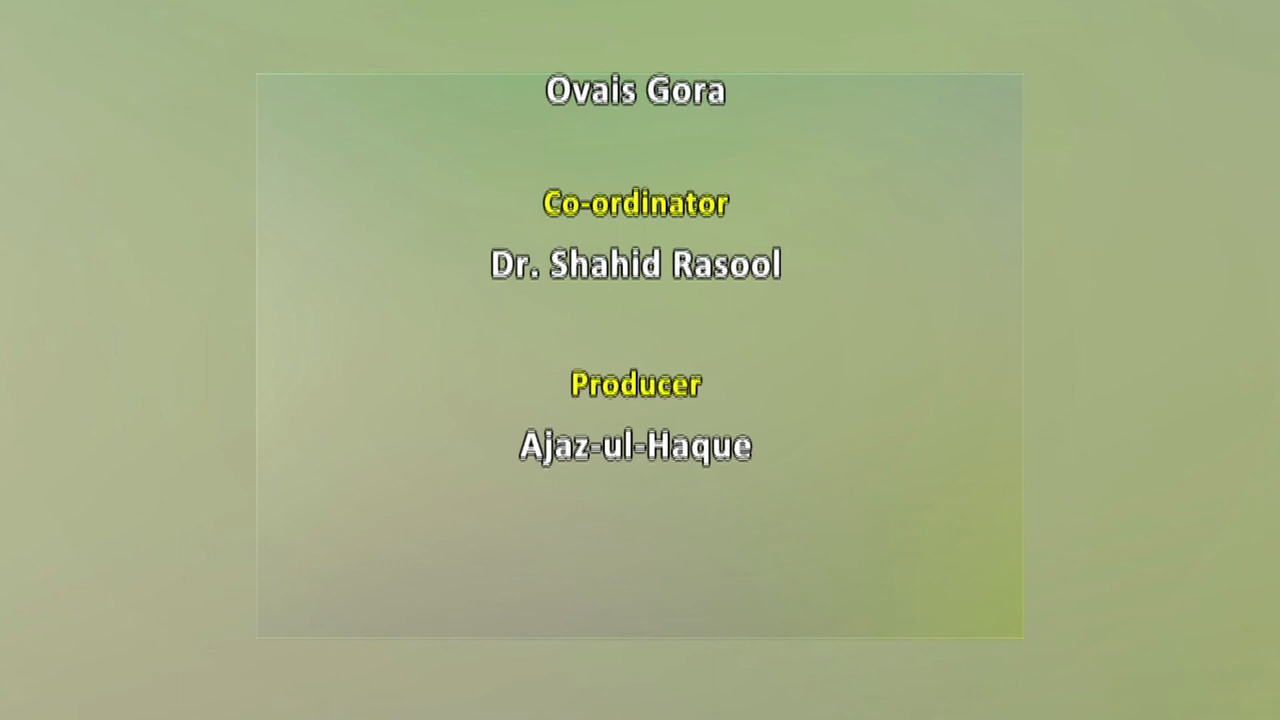 Ovais Gora
Co-ordinator
Dr. Shahid Rasool
Producer
Ajaz-ul-Haque